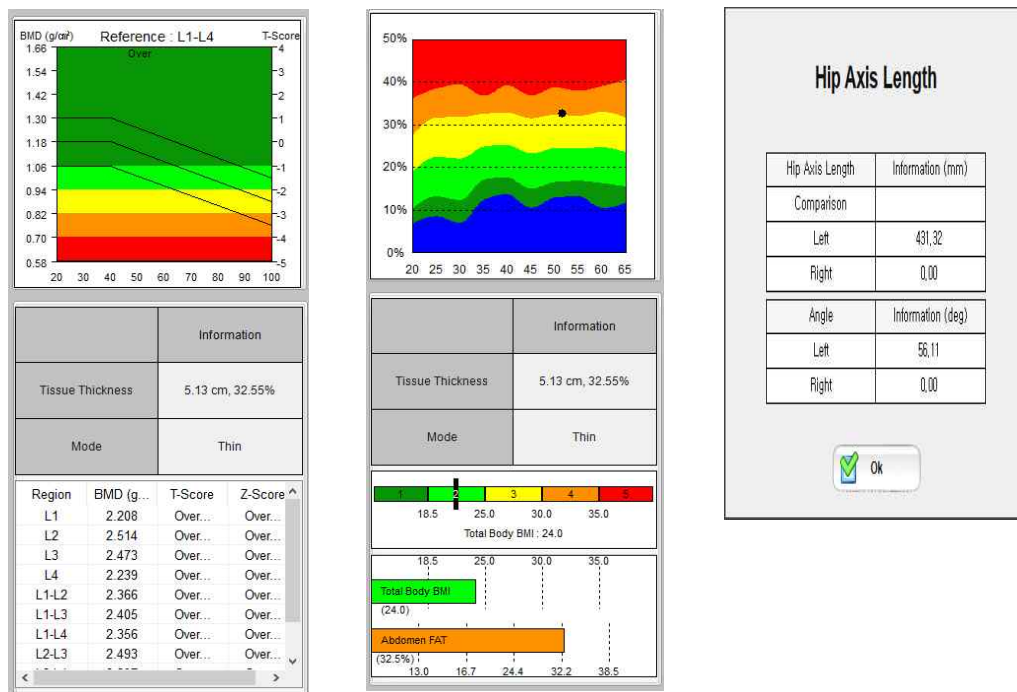 BMD (g/cm²) Reference : L1-L4 T-Score
Over
1.66 4
1.54 3
1.42 2
1.30 1
1.18 0
1.06 -1
0.94 -2
0.82 -3
0.70 -4
0.58 -5
20 30 40 50 60 70 80 90 100
Information
Tissue Thickness 5.13 cm, 32.55%
Mode Thin
Region BMD (g... T-Score Z-Score
L1 2.208 Over... Over...
L2 2.514 Over... Over...
L3 2.473 Over... Over...
L4 2.239 Over... Over...
L1-L2 2.366 Over... Over...
L1-L3 2.405 Over... Over...
L1-L4 2.356 Over... Over...
L2-L3 2.493 Over... Over...
50%
40%
30%
20%
10%
0%
20 25 30 35 40 45 50 55 60 65
Information
Tissue Thickness 5.13 cm, 32.55%
Mode Thin
1 2 3 4 5
18.5 25.0 30.0 35.0
Total Body BMI : 24.0
18.5 25.0 30.0 35.0
Total Body BMI
(24.0)
Abdomen FAT
(32.5%)
13.0 16.7 24.4 32.2 38.5
Hip Axis Length
Hip Axis Length Information (mm)
Comparison
Left 431,32
Right 0,00
Angle Information (deg)
Left 56,11
Right 0,00
Ok